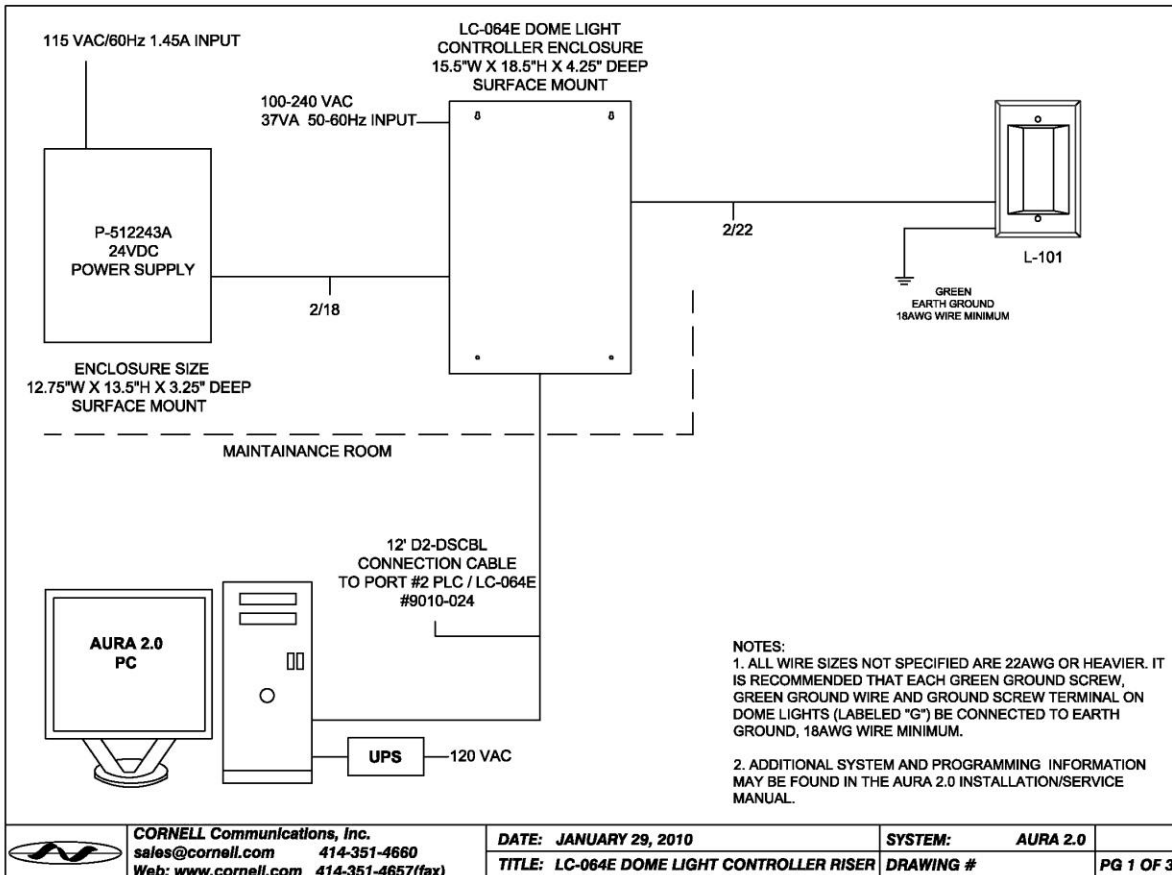 115 VAC/60Hz 1.45A INPUT
LC-064E DOME LIGHT
CONTROLLER ENCLOSURE
15.5"W X 18.5"H X 4.25" DEEP
SURFACE MOUNT
100-240 VAC
37VA 50-60Hz INPUT
P-512243A
24VDC
POWER SUPPLY
2/18
2/22
L-101
GREEN
EARTH GROUND
18AWG WIRE MINIMUM
ENCLOSURE SIZE
12.75"W X 13.5"H X 3.25" DEEP
SURFACE MOUNT
MAINTAINANCE ROOM
12' D2-DSCBL
CONNECTION CABLE
TO PORT #2 PLC / LC-064E
#9010-024
AURA 2.0
PC
UPS
120 VAC
NOTES:
1. ALL WIRE SIZES NOT SPECIFIED ARE 22AWG OR HEAVIER. IT
IS RECOMMENDED THAT EACH GREEN GROUND SCREW,
GREEN GROUND WIRE AND GROUND SCREW TERMINAL ON
DOME LIGHTS (LABELED "G") BE CONNECTED TO EARTH
GROUND, 18AWG WIRE MINIMUM.
2. ADDITIONAL SYSTEM AND PROGRAMMING INFORMATION
MAY BE FOUND IN THE AURA 2.0 INSTALLATION/SERVICE
MANUAL.
CORNELL Communications, Inc.
sales@cornell.com 414-351-4660
Web: www.cornell.com 414-351-4657(fax)
DATE: JANUARY 29, 2010
SYSTEM: AURA 2.0
TITLE: LC-064E DOME LIGHT CONTROLLER RISER
DRAWING #
PG 1 OF 3